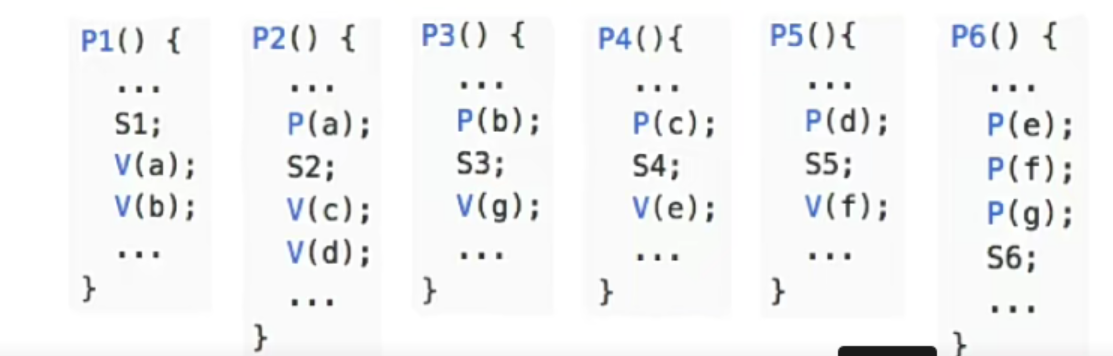 P1() {
...
S1;
V(a);
V(b);
...
}
P2() {
...
P(a);
S2;
V(c);
V(d);
...
}
P3() {
...
P(b);
S3;
V(g);
...
}
P4(){
...
P(c);
S4;
V(e);
...
}
P5(){
...
P(d);
S5;
V(f);
...
}
P6() {
...
P(e);
P(f);
P(g);
S6;
...
}